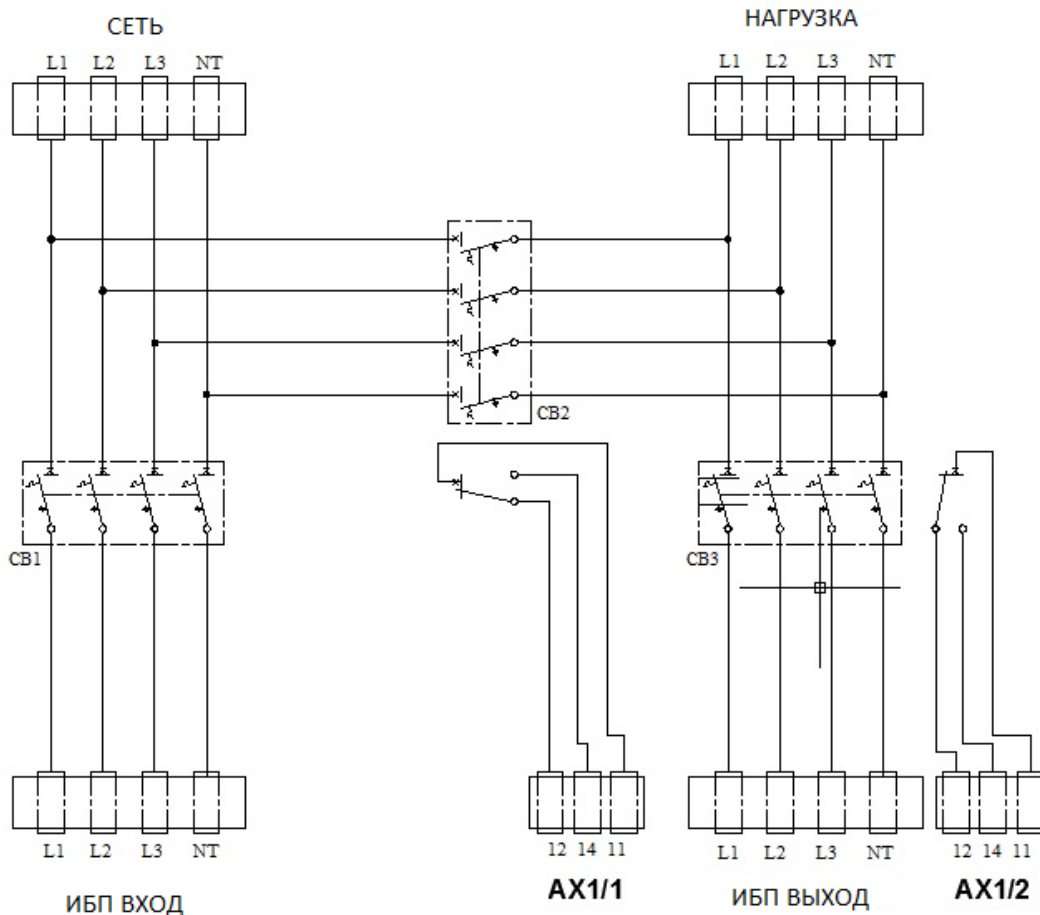 СЕТЬ
НАГРУЗКА
L1 L2 L3 NT
L1 L2 L3 NT
CB2
CB1
CB3
L1 L2 L3 NT
12 14 11
L1 L2 L3 NT
12 14 11
ИБП ВХОД
AX1/1
ИБП ВЫХОД
AX1/2